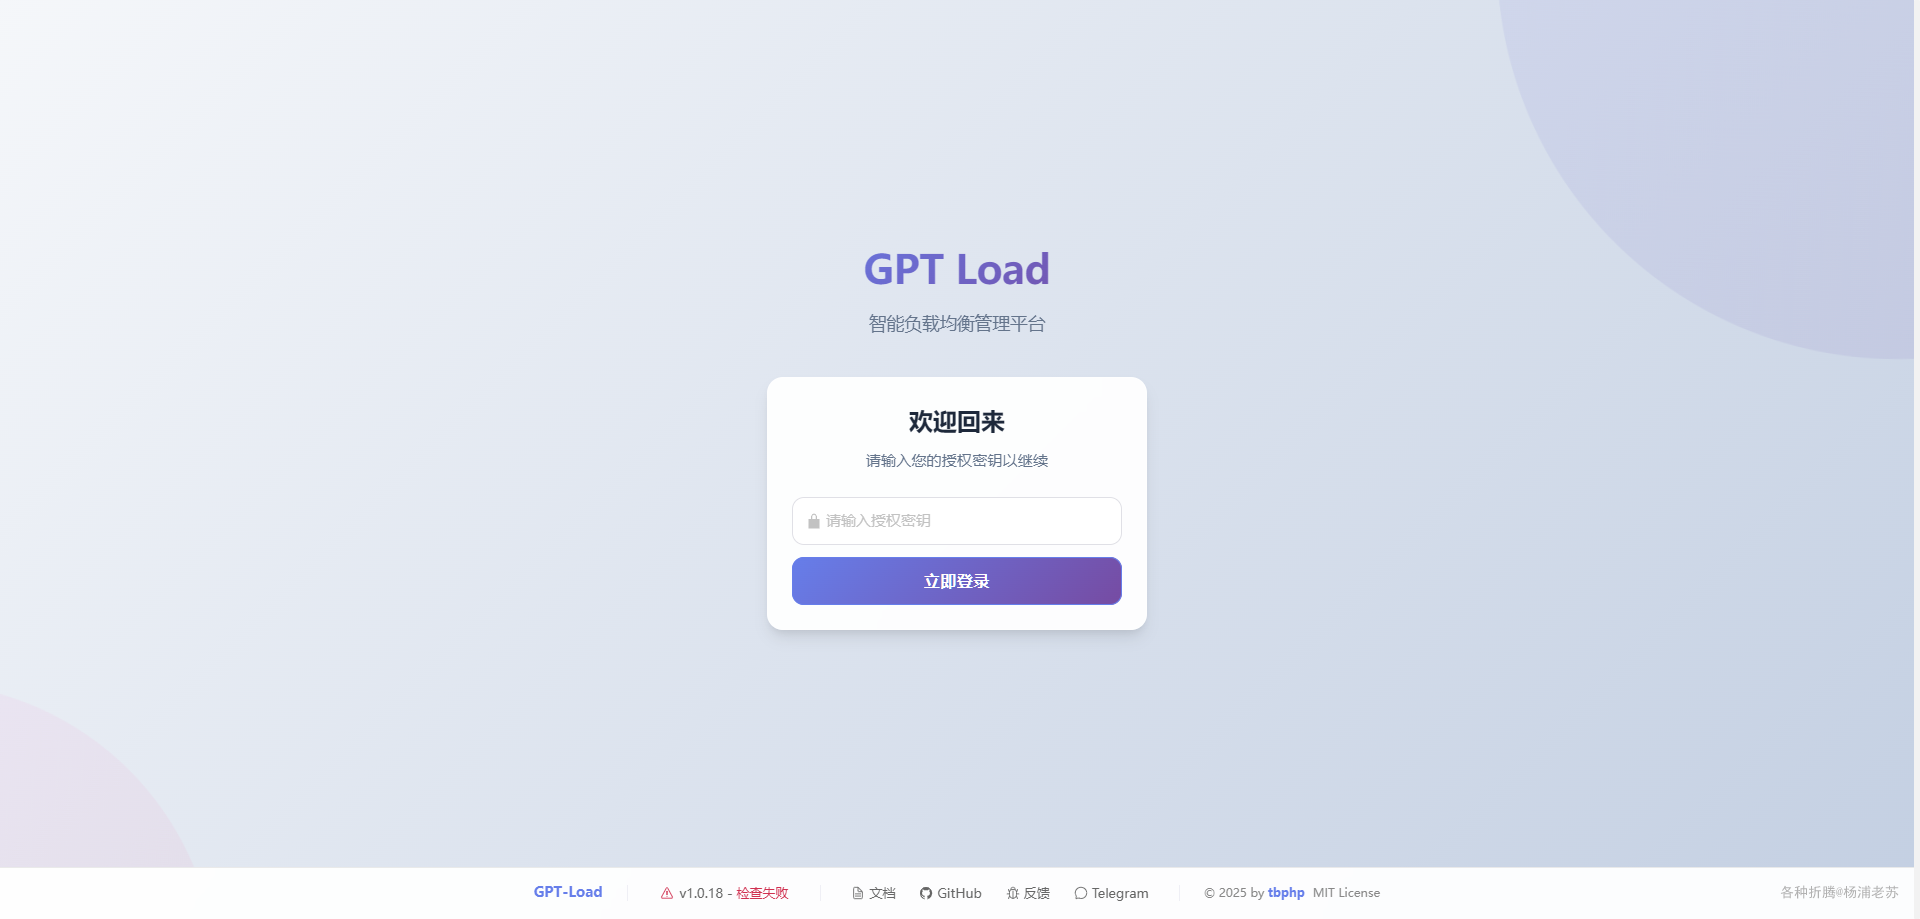 GPT Load
智能负载均衡管理平台
欢迎回来
请输入您的授权密钥以继续
请输入授权密钥
立即登录
GPT-Load v1.0.18 - 检查失败 文档 GitHub 反馈 Telegram © 2025 by tbphp MIT License 各种折腾@杨浦老苏